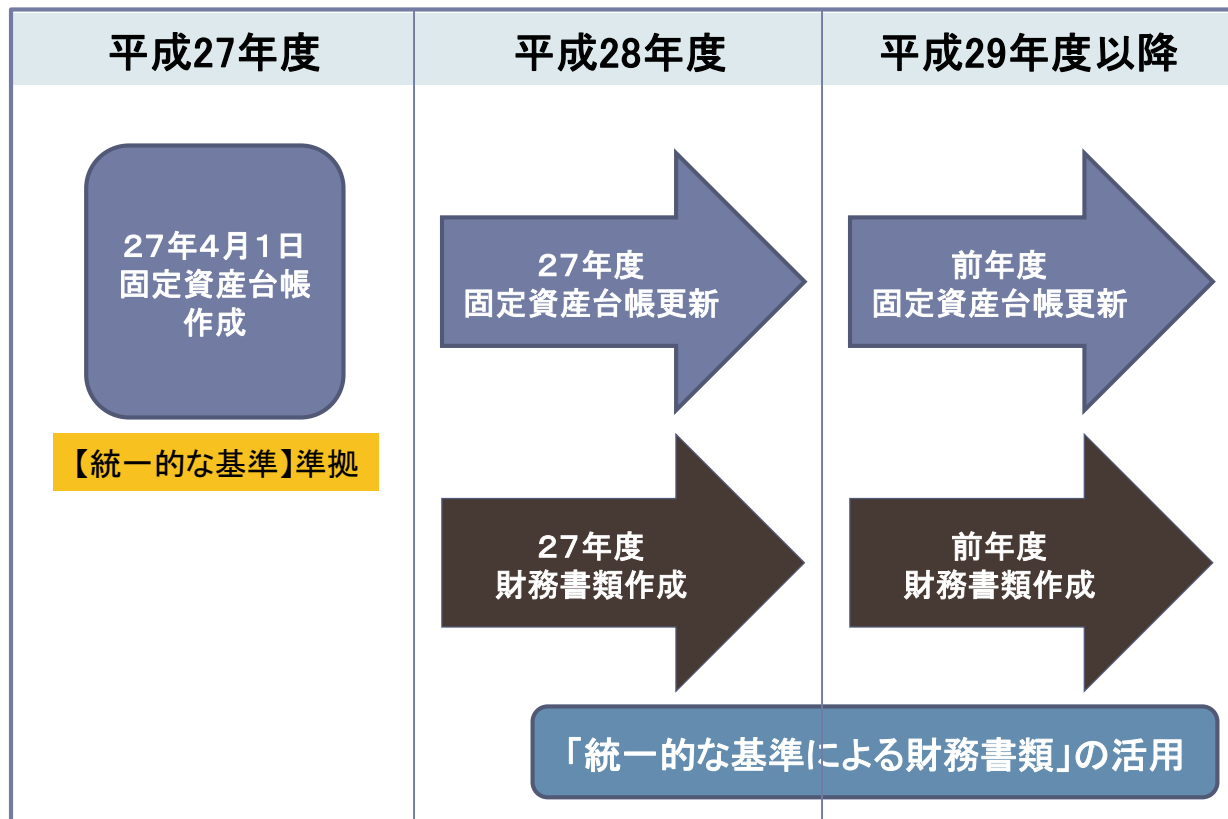 平成27年度
平成28年度
平成29年度以降
２７年４月１日
固定資産台帳
作成
２７年度
固定資産台帳更新
前年度
固定資産台帳更新
【統一的な基準】準拠
２７年度
財務書類作成
前年度
財務書類作成
「統一的な基準による財務書類」の活用